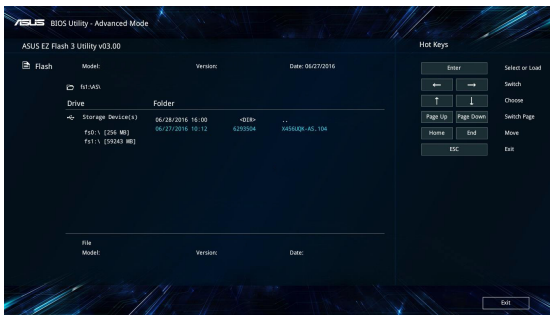 ASUS BIOS Utility - Advanced Mode
ASUS EZ Flash 3 Utility v03.00
Hot Keys
Flash Model: Version: Date: 06/27/2016
fs1:\AS\
Drive Folder
Storage Device(s)
fs0:\ [256 MB]
fs1:\ [59243 MB]
06/28/2016 16:00 <DIR> ..
06/27/2016 10:12 6293504 X456UQK-AS.104
File
Model: Version: Date:
Enter Select or Load
← → Switch
↑ ↓ Choose
Page Up Page Down Switch Page
Home End Move
ESC Exit
Exit